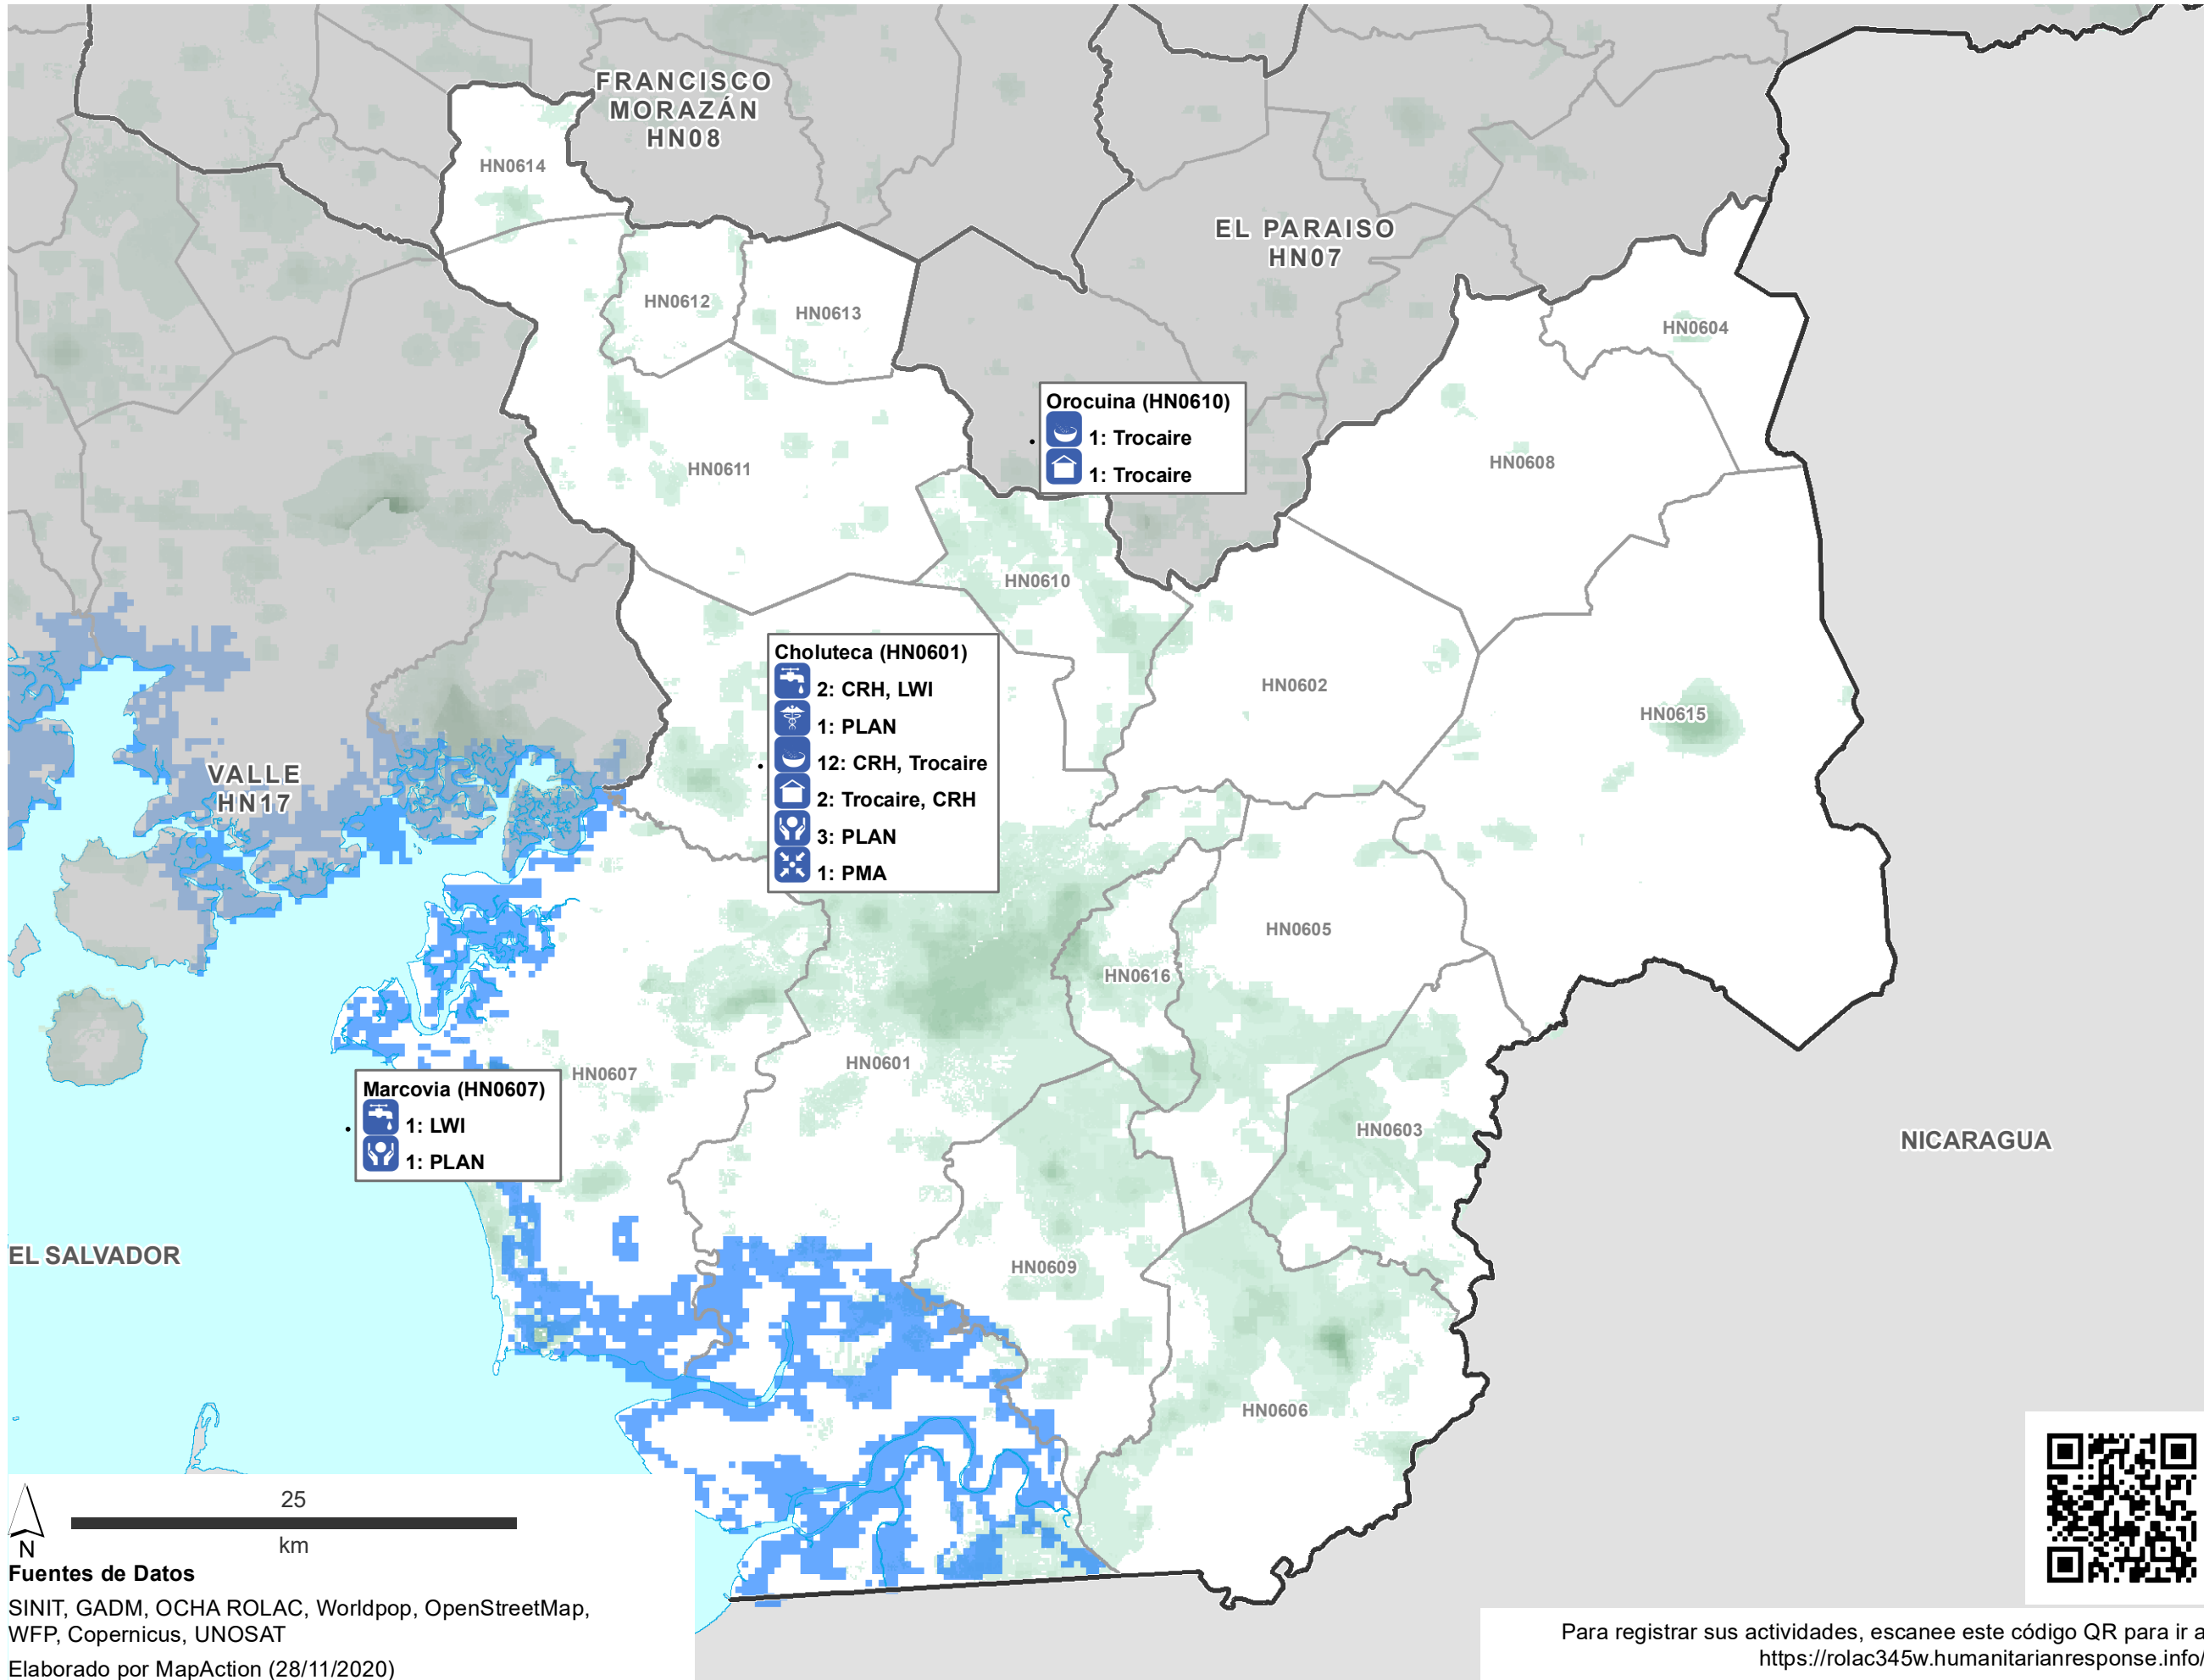 FRANCISCO
MORAZÁN
HN08
HN0614
EL PARAISO
HN07
HN0612
HN0613
HN0604
Orocuina (HN0610)
1: Trocaire
1: Trocaire
HN0611
HN0608
HN0610
Choluteca (HN0601)
2: CRH, LWI
1: PLAN
12: CRH, Trocaire
2: Trocaire, CRH
3: PLAN
1: PMA
HN0602
HN0615
VALLE
HN17
HN0605
HN0616
HN0601
HN0607
Marcovia (HN0607)
1: LWI
1: PLAN
HN0603
NICARAGUA
EL SALVADOR
HN0609
HN0606
25
km
N
Fuentes de Datos
SINIT, GADM, OCHA ROLAC, Worldpop, OpenStreetMap,
WFP, Copernicus, UNOSAT
Elaborado por MapAction (28/11/2020)
Para registrar sus actividades, escanee este código QR para ir a
https://rolac345w.humanitarianresponse.info/